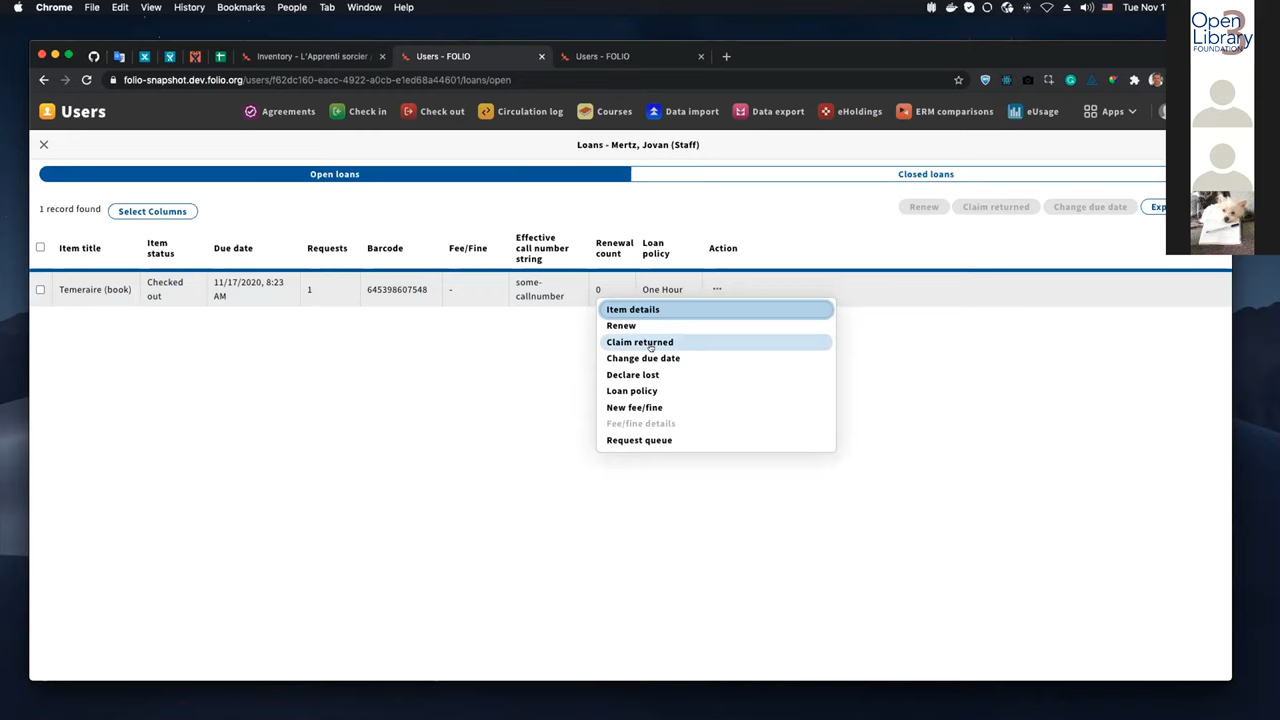 Chrome File Edit View History Bookmarks People Tab Window Help
Tue Nov 1
Open
Library
FOUNDATION
3
Inventory - L'Apprenti sorcier
Users - FOLIO
Users - FOLIO
folio-snapshot.dev.folio.org/users/f62dc160-eacc-4922-a0cb-e1ed68a44601/loans/open
Users
Agreements Check in Check out Circulation log Courses Data import Data export eHoldings ERM comparisons eUsage Apps
Loans - Mertz, Jovan (Staff)
Open loans Closed loans
1 record found Select Columns Renew Claim returned Change due date Exp
Item title
Item
status
Due date
Requests
Barcode
Fee/Fine
Effective
call number
string
Renewal
count
Loan
policy
Action
Temeraire (book)
Checked
out
11/17/2020, 8:23
AM
1
645398607548
-
some-
callnumber
0
One Hour
Item details
Renew
Claim returned
Change due date
Declare lost
Loan policy
New fee/fine
Fee/fine details
Request queue